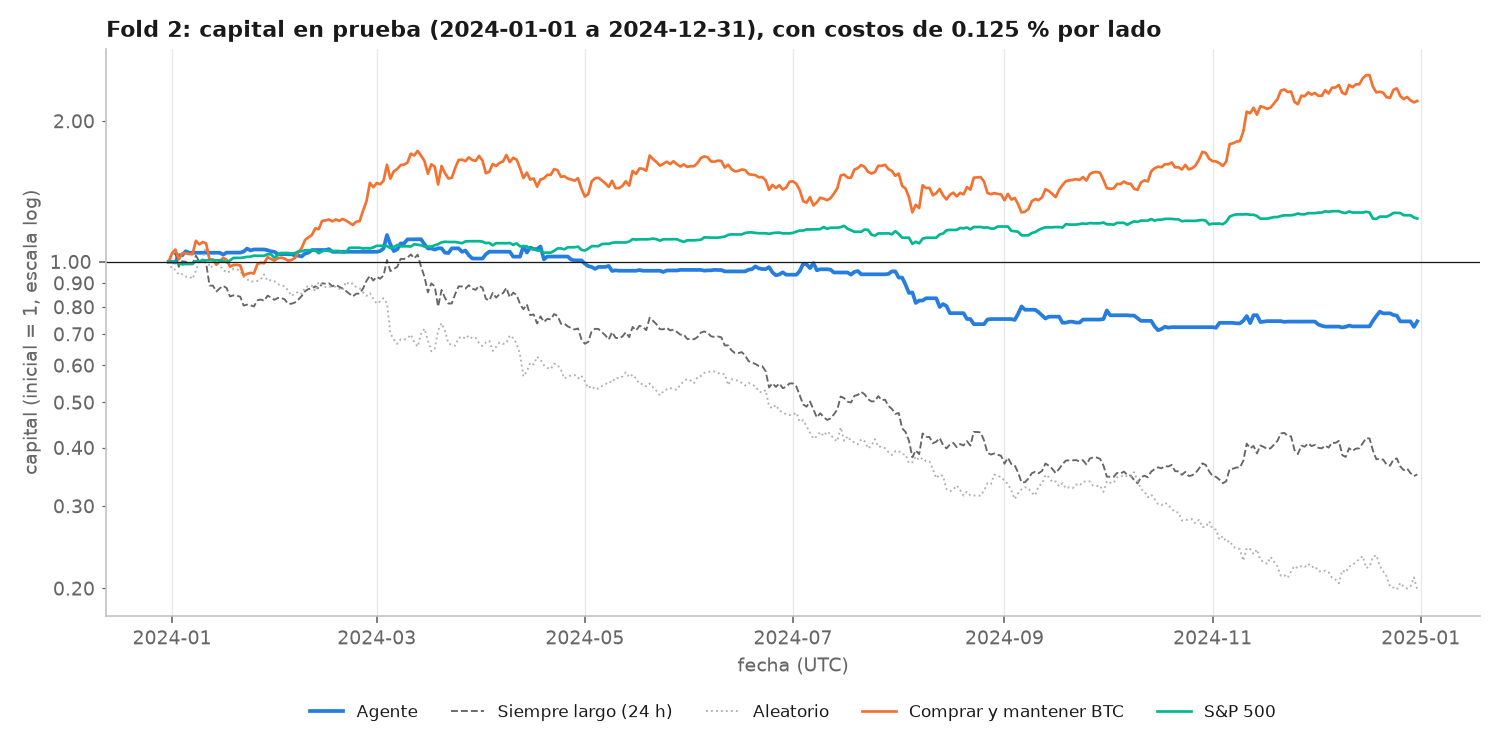 Fold 2: capital en prueba (2024-01-01 a 2024-12-31), con costos de 0.125 % por lado
capital (inicial = 1, escala log)
2.00
1.00
0.90
0.80
0.70
0.60
0.50
0.40
0.30
0.20
2024-01 2024-03 2024-05 2024-07 2024-09 2024-11 2025-01
fecha (UTC)
Agente Siempre largo (24 h) Aleatorio Comprar y mantener BTC S&P 500